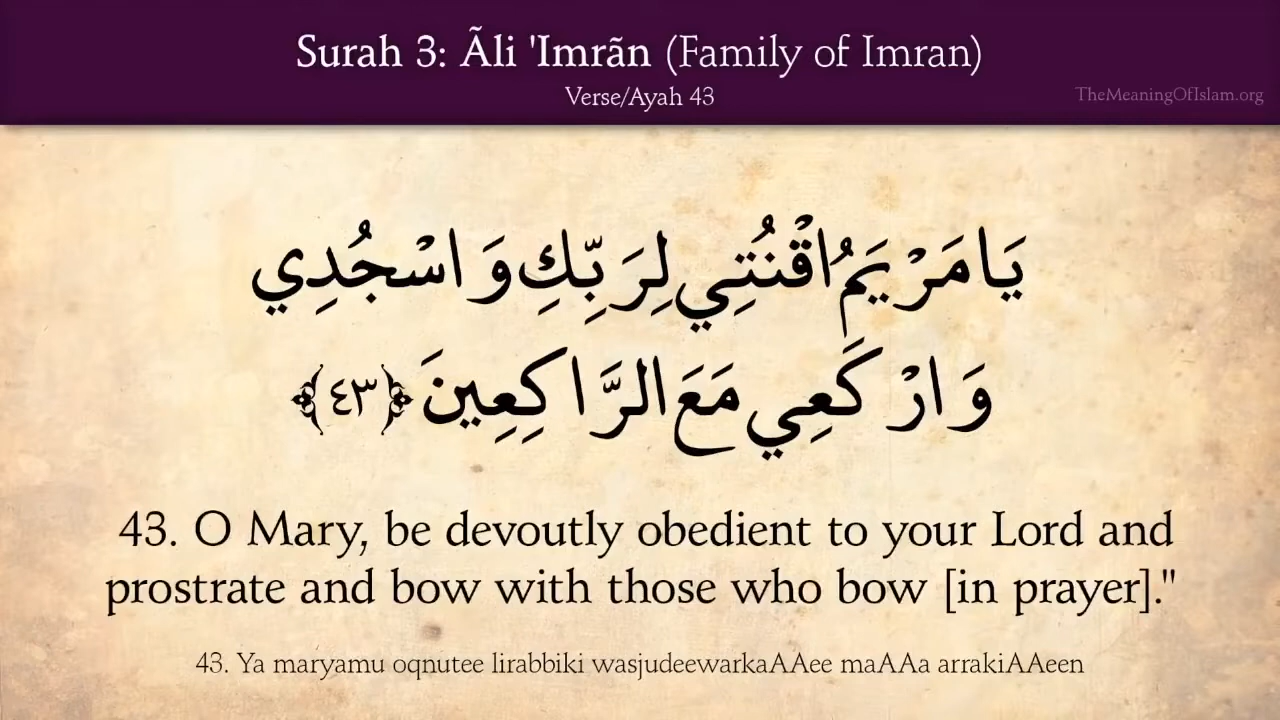 Surah 3: Ãli 'Imrãn (Family of Imran)
Verse/Ayah 43
TheMeaningOfIslam.org
يَا مَرْيَمُ اقْنُتِي لِرَبِّكِ وَاسْجُدِي
وَارْكَعِي مَعَ الرَّاكِعِينَ ﴿٤٣﴾
43. O Mary, be devoutly obedient to your Lord and
prostrate and bow with those who bow [in prayer]."
43. Ya maryamu oqnutee lirabbiki wasjudeewarkaAAee maAAa arrakiAAeen